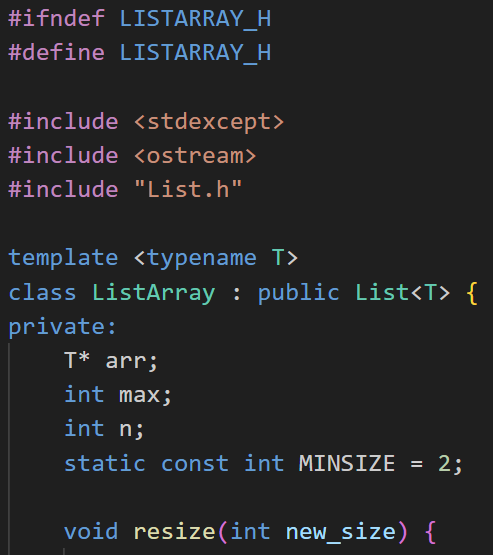 #ifndef LISTARRAY_H
#define LISTARRAY_H
#include <stdexcept>
#include <ostream>
#include "List.h"
template <typename T>
class ListArray : public List<T> {
private:
T* arr;
int max;
int n;
static const int MINSIZE = 2;
void resize(int new_size) {